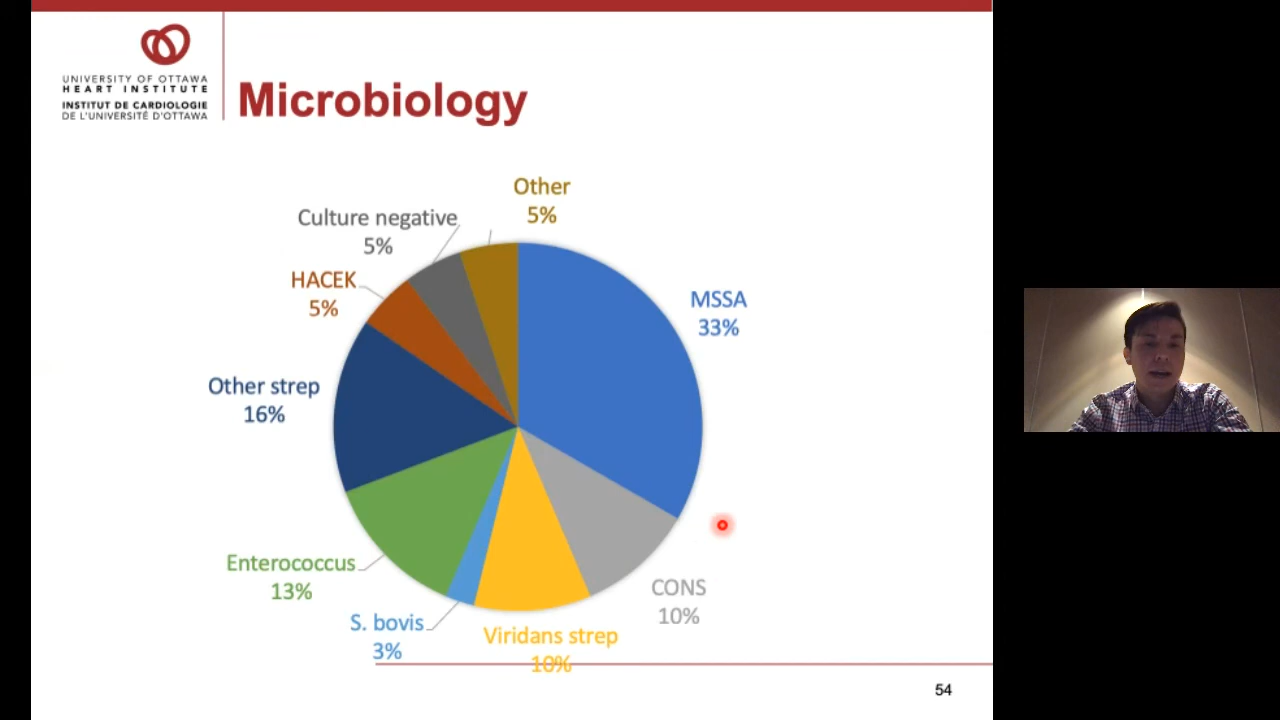 UNIVERSITY OF OTTAWA
HEART INSTITUTE
INSTITUT DE CARDIOLOGIE
DE L'UNIVERSITÉ D'OTTAWA
Microbiology
Other
5%
Culture negative
5%
HACEK
5%
MSSA
33%
Other strep
16%
Enterococcus
13%
CONS
10%
S. bovis
3%
Viridans strep
10%
54